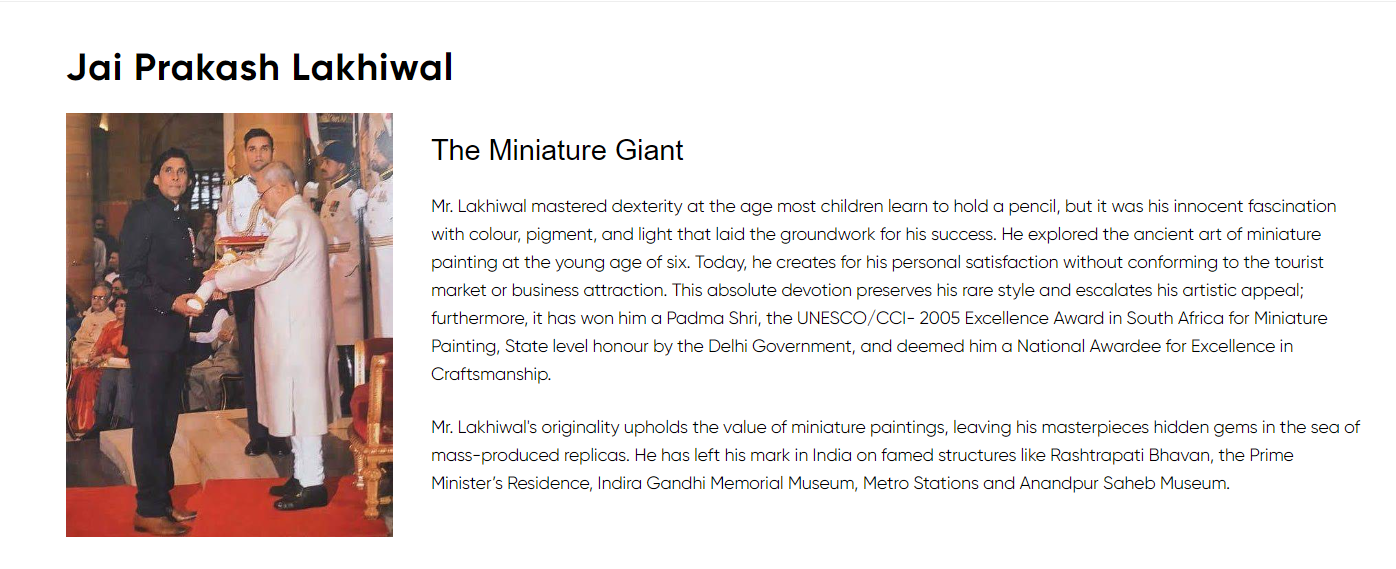 Jai Prakash Lakhiwal
The Miniature Giant
Mr. Lakhiwal mastered dexterity at the age most children learn to hold a pencil, but it was his innocent fascination
with colour, pigment, and light that laid the groundwork for his success. He explored the ancient art of miniature
painting at the young age of six. Today, he creates for his personal satisfaction without conforming to the tourist
market or business attraction. This absolute devotion preserves his rare style and escalates his artistic appeal;
furthermore, it has won him a Padma Shri, the UNESCO/CCI- 2005 Excellence Award in South Africa for Miniature
Painting, State level honour by the Delhi Government, and deemed him a National Awardee for Excellence in
Craftsmanship.
Mr. Lakhiwal's originality upholds the value of miniature paintings, leaving his masterpieces hidden gems in the sea of
mass-produced replicas. He has left his mark in India on famed structures like Rashtrapati Bhavan, the Prime
Minister’s Residence, Indira Gandhi Memorial Museum, Metro Stations and Anandpur Saheb Museum.